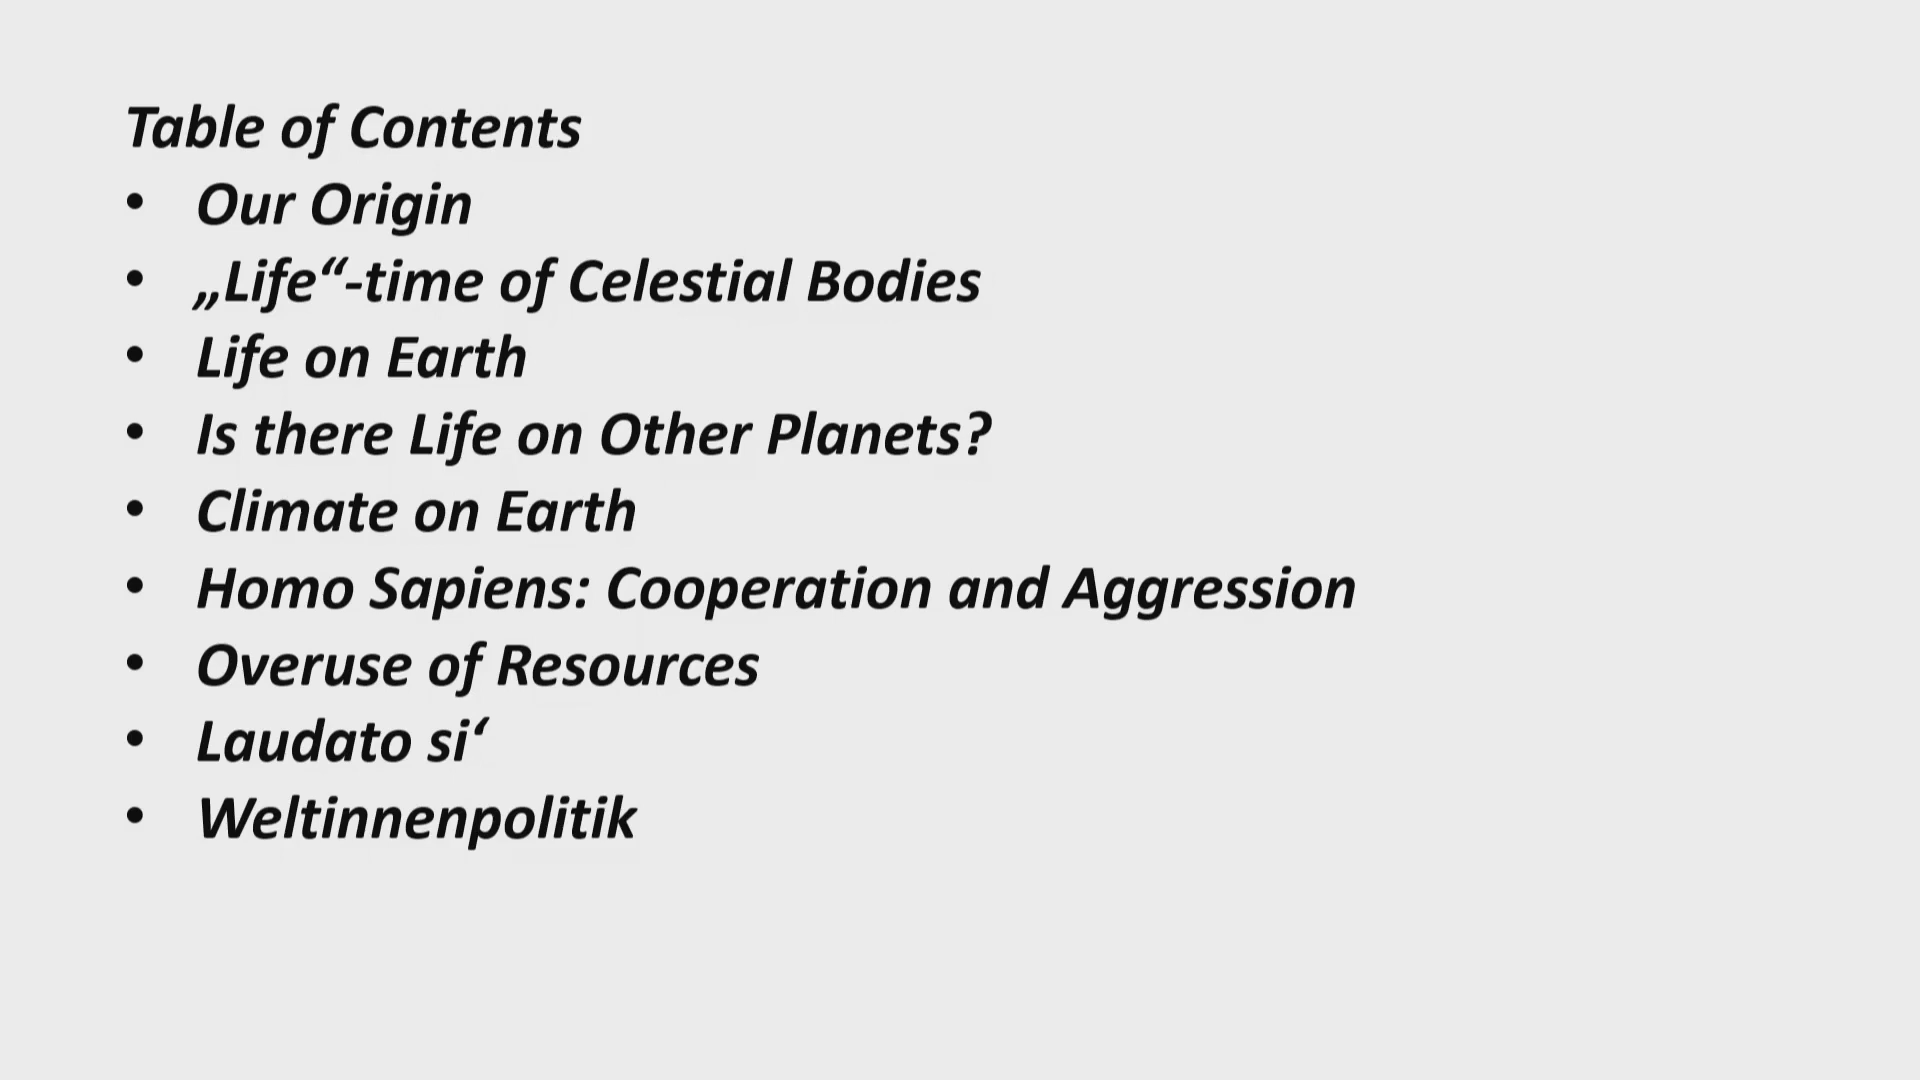 Table of Contents
• Our Origin
• „Life“-time of Celestial Bodies
• Life on Earth
• Is there Life on Other Planets?
• Climate on Earth
• Homo Sapiens: Cooperation and Aggression
• Overuse of Resources
• Laudato si‘
• Weltinnenpolitik